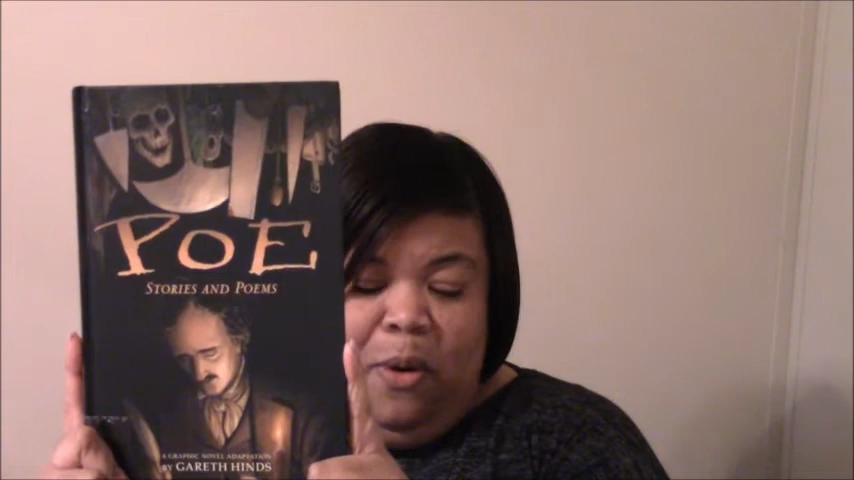 POE
STORIES AND POEMS
A GRAPHIC NOVEL ADAPTATION
BY GARETH HINDS